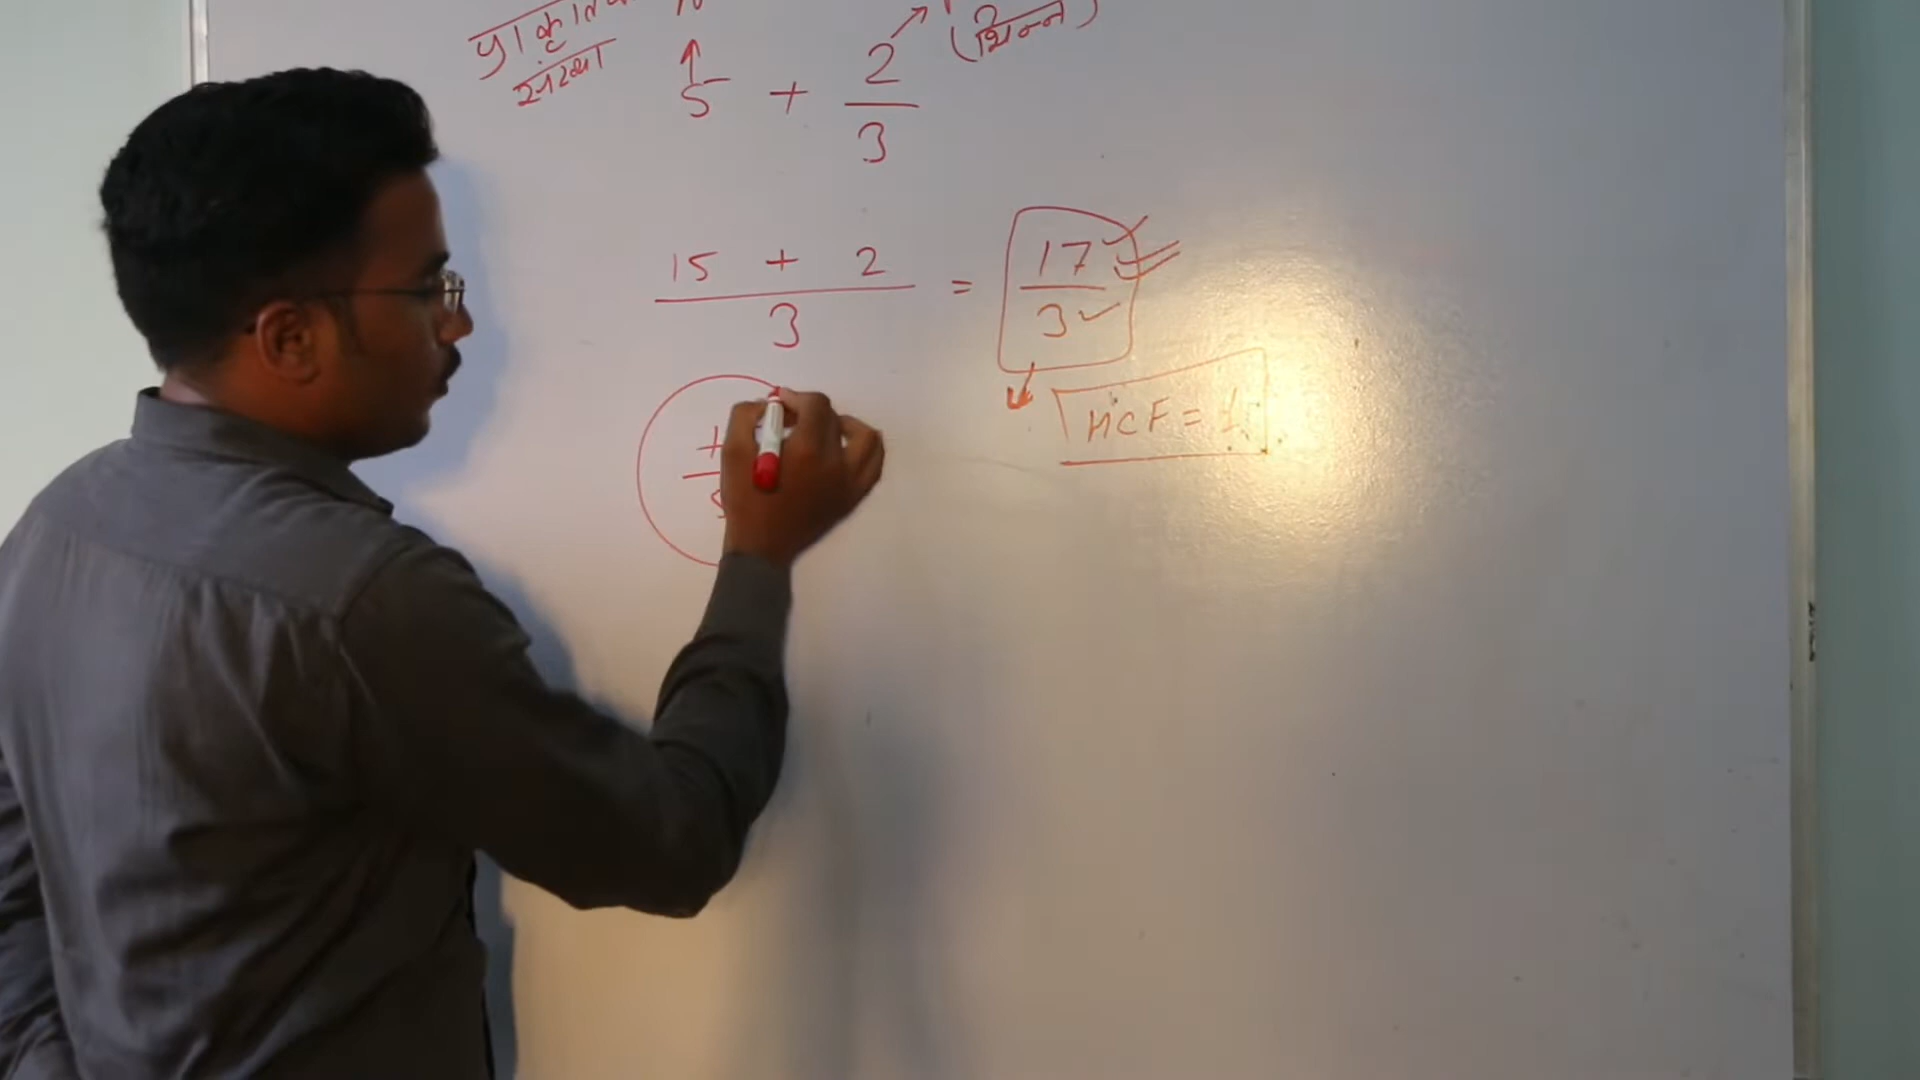 संख्या
5 + 2/3
(भिन्न)
15 + 2 / 3 = 17/3
HCF = 1